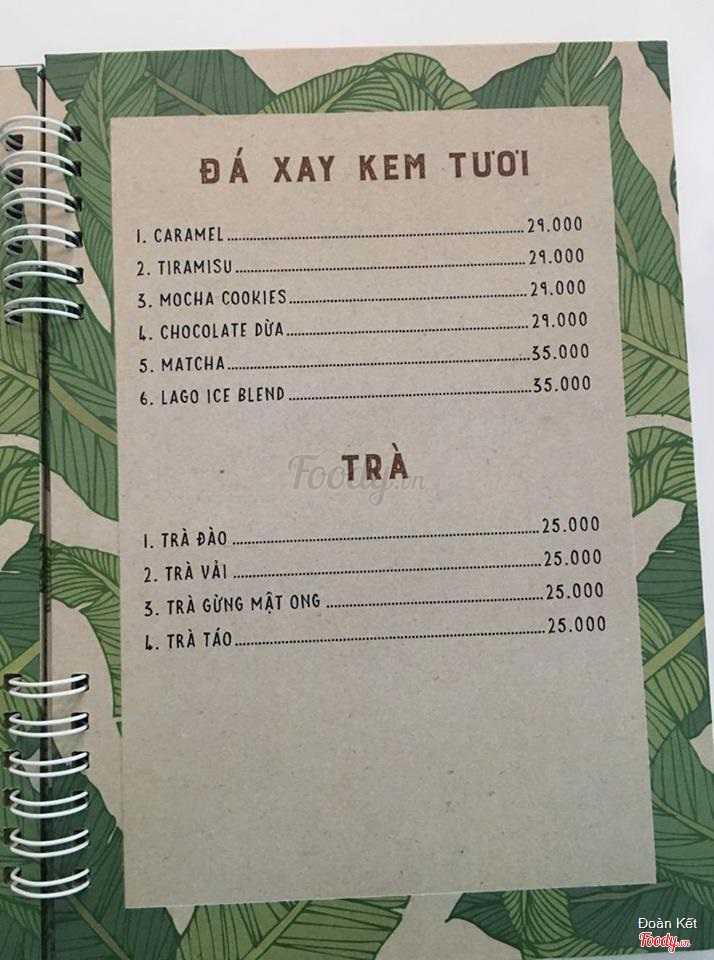 ĐÁ XAY KEM TƯƠI
1. CARAMEL........29.000
2. TIRAMISU........29.000
3. MOCHA COOKIES........29.000
4. CHOCOLATE DỪA........29.000
5. MATCHA........35.000
6. LAGO ICE BLEND........35.000
TRÀ
Foody.vn
1. TRÀ ĐÀO........25.000
2. TRÀ VẢI........25.000
3. TRÀ GỪNG MẬT ONG........25.000
4. TRÀ TÁO........25.000
Đoàn Kết
Foody.vn